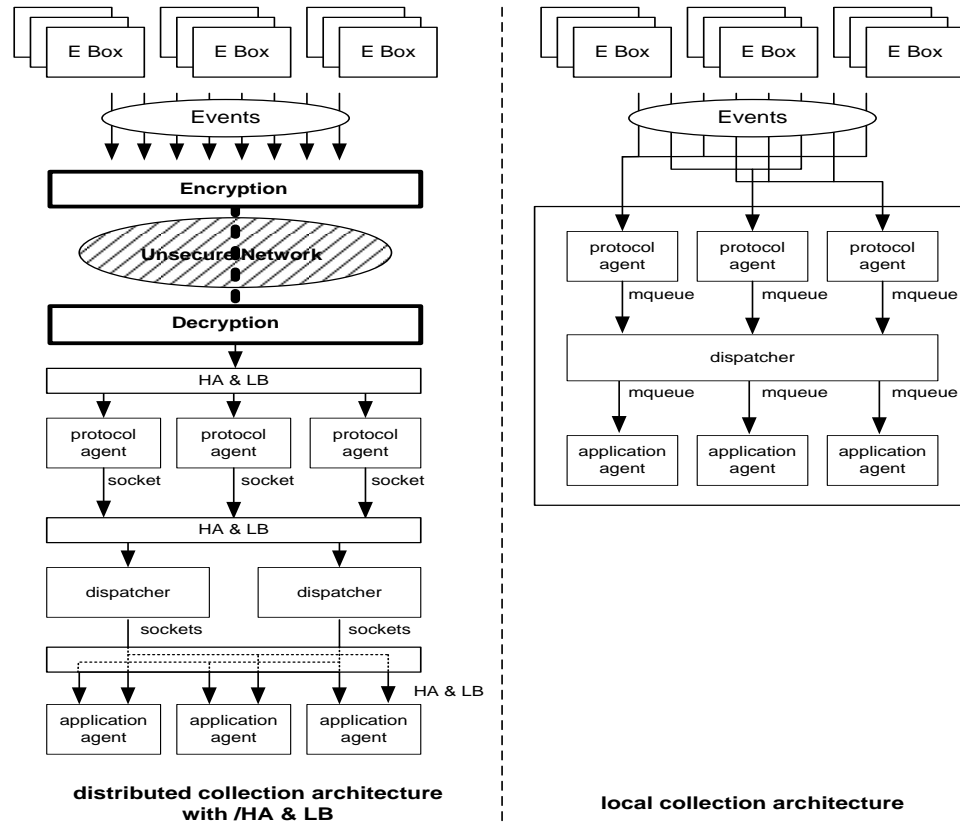 E Box
E Box
E Box
Events
Encryption
Unsecure Network
Decryption
HA & LB
protocol
agent
protocol
agent
protocol
agent
socket
socket
socket
HA & LB
dispatcher
dispatcher
sockets
sockets
HA & LB
application
agent
application
agent
application
agent
distributed collection architecture
with /HA & LB
E Box
E Box
E Box
Events
protocol
agent
protocol
agent
protocol
agent
mqueue
mqueue
mqueue
dispatcher
mqueue
mqueue
mqueue
application
agent
application
agent
application
agent
local collection architecture